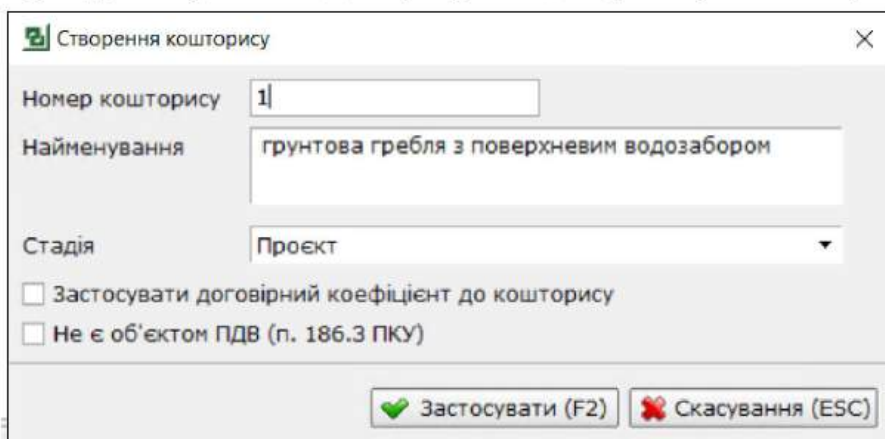 Створення кошторису
Номер кошторису 1
Найменування грунтова гребля з поверхневим водозабором
Стадія Проєкт
Застосувати договірний коефіцієнт до кошторису
Не є об'єктом ПДВ (п. 186.3 ПКУ)
Застосувати (F2) Скасування (ESC)